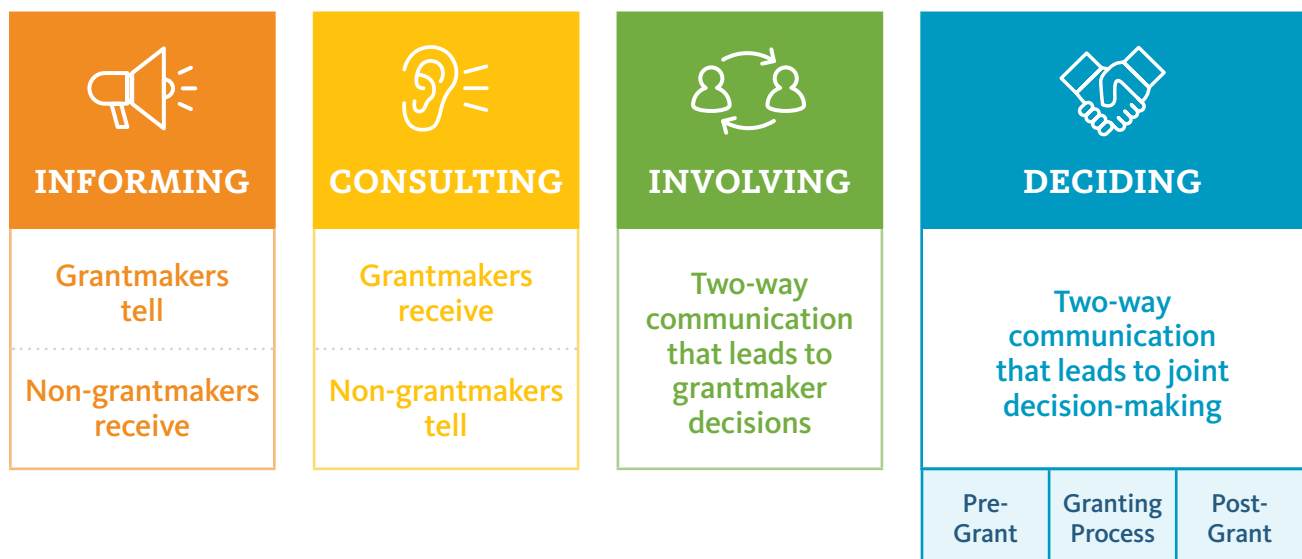 INFORMING
Grantmakers
tell
Non-grantmakers
receive
CONSULTING
Grantmakers
receive
Non-grantmakers
tell
INVOLVING
Two-way
communication
that leads to
grantmaker
decisions
DECIDING
Two-way
communication
that leads to joint
decision-making
Pre-
Grant
Granting
Process
Post-
Grant